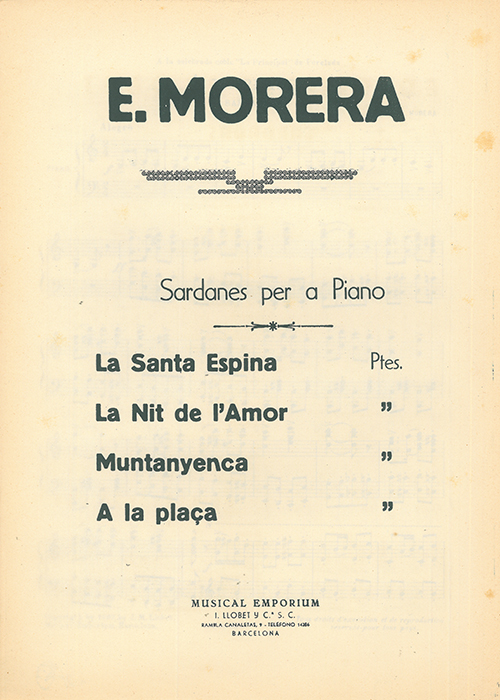 E. MORERA
Sardanes per a Piano
La Santa Espina Ptes.
La Nit de l'Amor "
Muntanyenca "
A la plaça "
MUSICAL EMPORIUM
I. LLOBET Y C.ª S. C.
RAMBLA CANALETAS, 9 - TELÉFONO 14286
BARCELONA